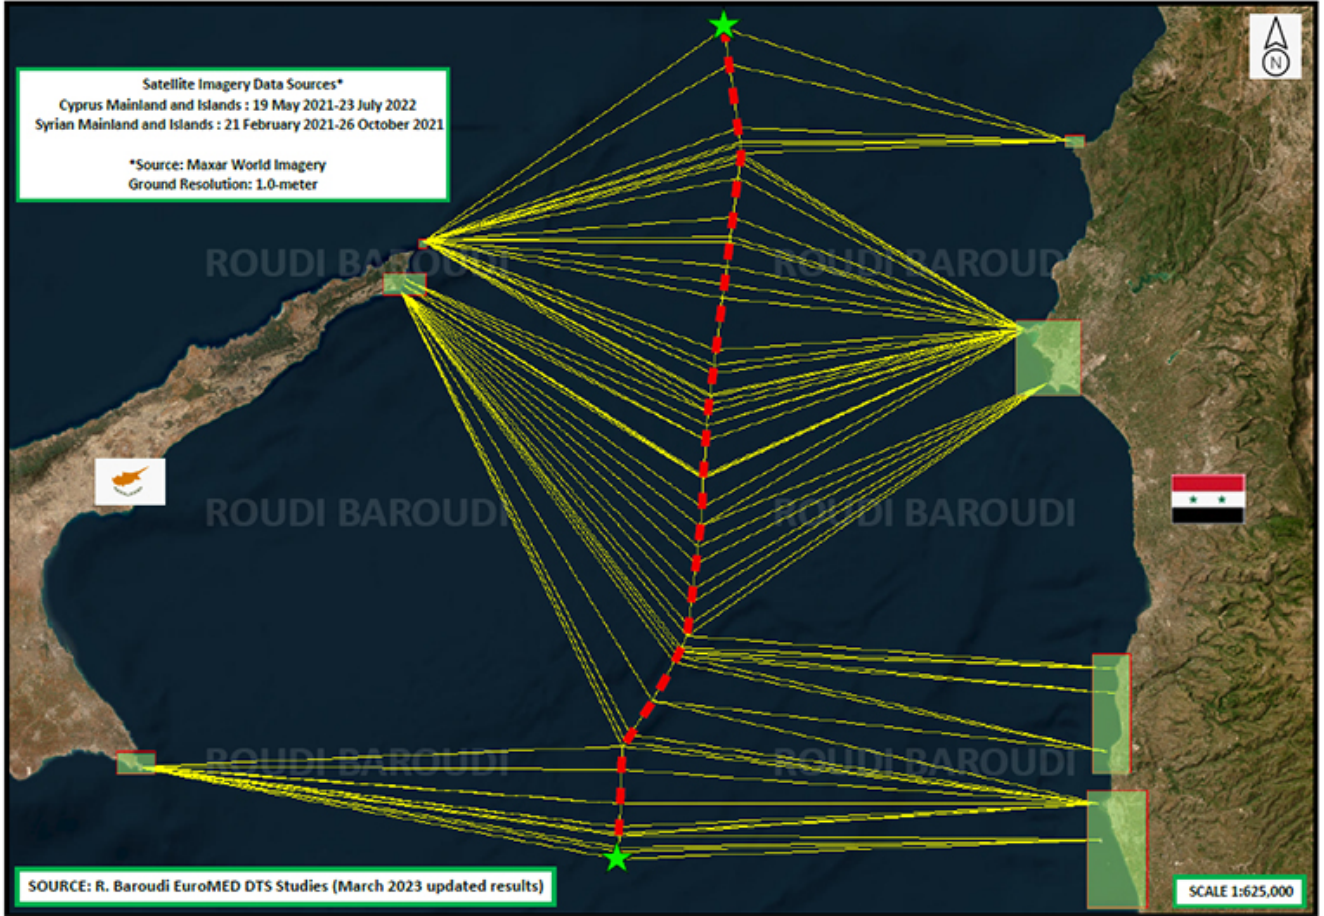 N
Satellite Imagery Data Sources*
Cyprus Mainland and Islands : 19 May 2021-23 July 2022
Syrian Mainland and Islands : 21 February 2021-26 October 2021
*Source: Maxar World Imagery
Ground Resolution: 1.0-meter
ROUDI BAROUDI
ROUDI BAROUDI
ROUDI BAROUDI
ROUDI BAROUDI
ROUDI BAROUDI
ROUDI BAROUDI
SOURCE: R. Baroudi EuroMED DTS Studies (March 2023 updated results)
SCALE 1:625,000